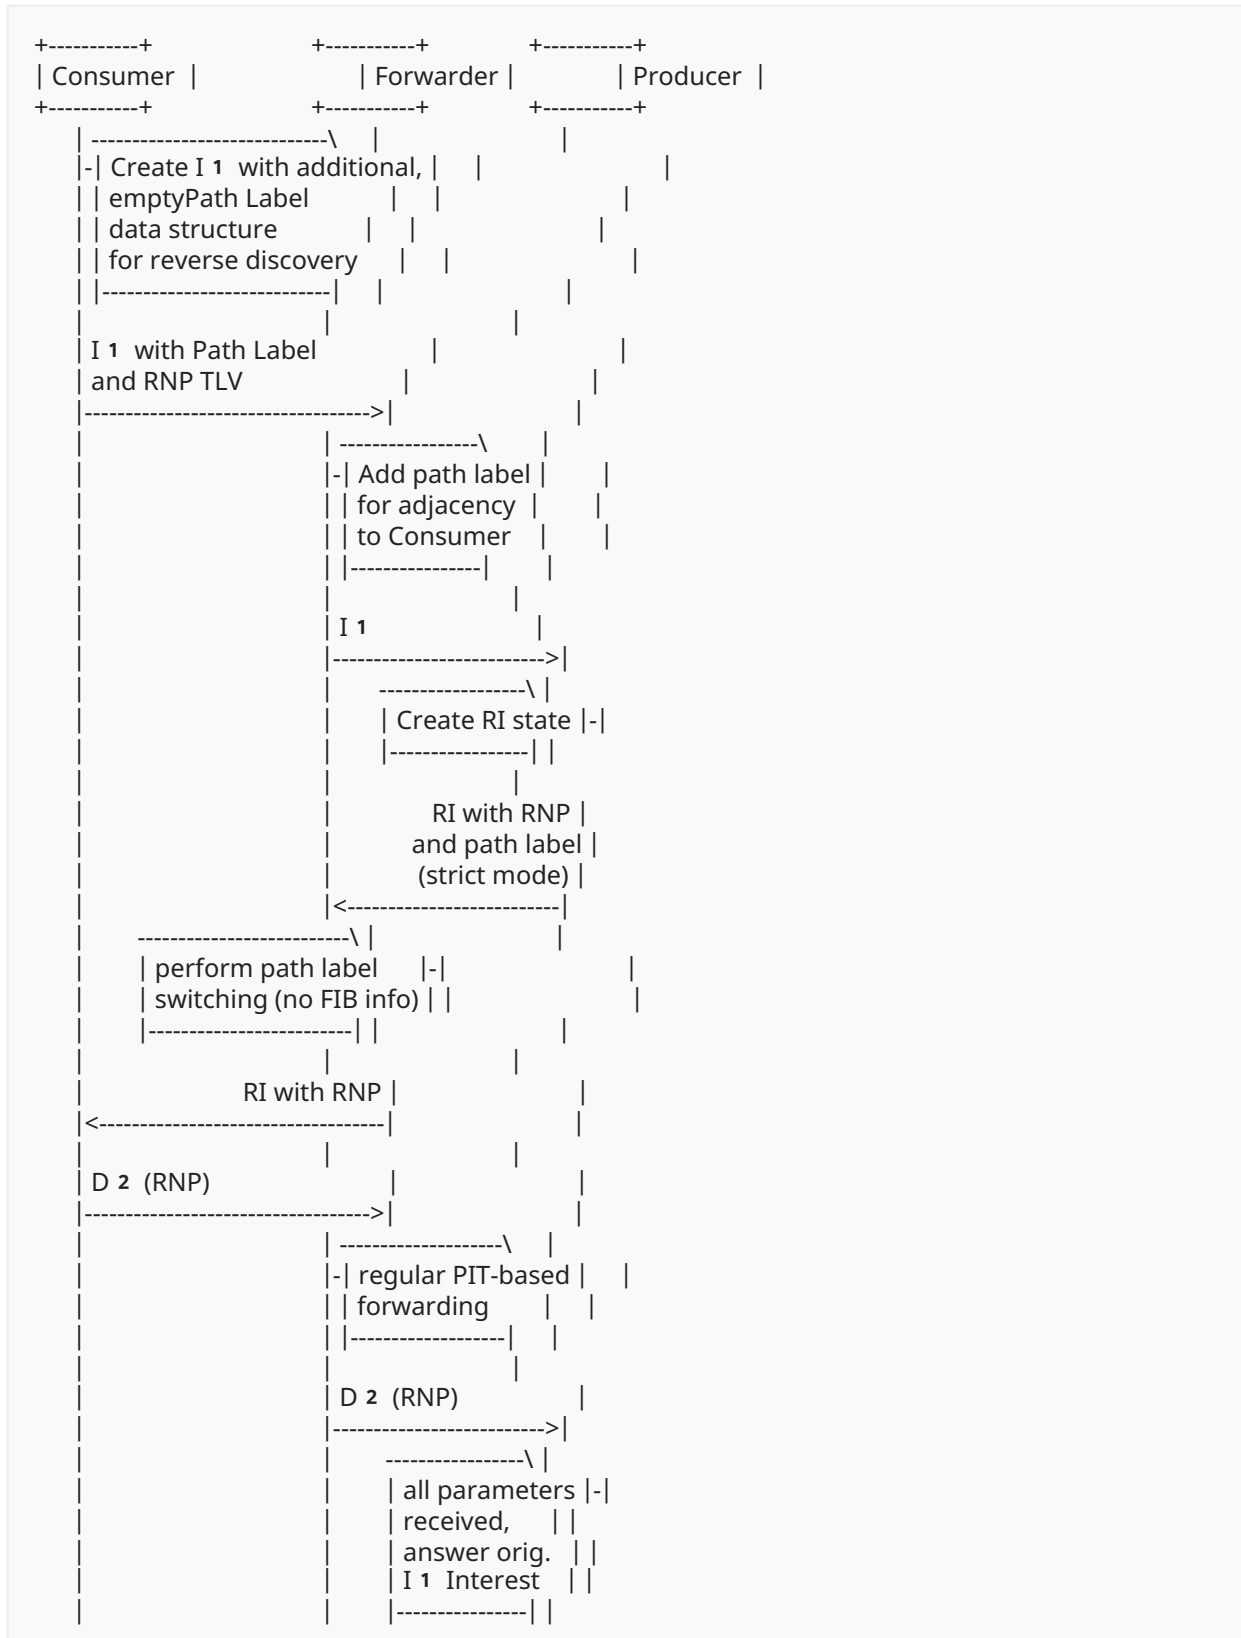 +-----------+ +-----------+ +-----------+
| Consumer | | Forwarder | | Producer |
+-----------+ +-----------+ +-----------+
| ----------------------------\ | |
|-| Create I 1 with additional, | | |
| | emptyPath Label | | |
| | data structure | | |
| | for reverse discovery | | |
| |----------------------------| | |
| | |
| I 1 with Path Label | |
| and RNP TLV | |
|----------------------------------->| |
| | -----------------\ |
| |-| Add path label | |
| | | for adjacency | |
| | | to Consumer | |
| | |----------------| |
| | |
| | I 1 |
| |-------------------------->|
| | ------------------\ |
| | | Create RI state |-|
| | |-----------------| |
| | |
| | RI with RNP |
| | and path label |
| | (strict mode) |
| |<--------------------------|
| --------------------------\ | |
| | perform path label |-| |
| | switching (no FIB info) | | |
| |-------------------------| | |
| | |
| RI with RNP | |
|<-----------------------------------| |
| | |
| D 2 (RNP) | |
|----------------------------------->| |
| | --------------------\ |
| |-| regular PIT-based | |
| | | forwarding | |
| | |-------------------| |
| | |
| | D 2 (RNP) |
| |-------------------------->|
| | -----------------\ |
| | | all parameters |-|
| | | received, | |
| | | answer orig. | |
| | | I 1 Interest | |
| | |----------------| |